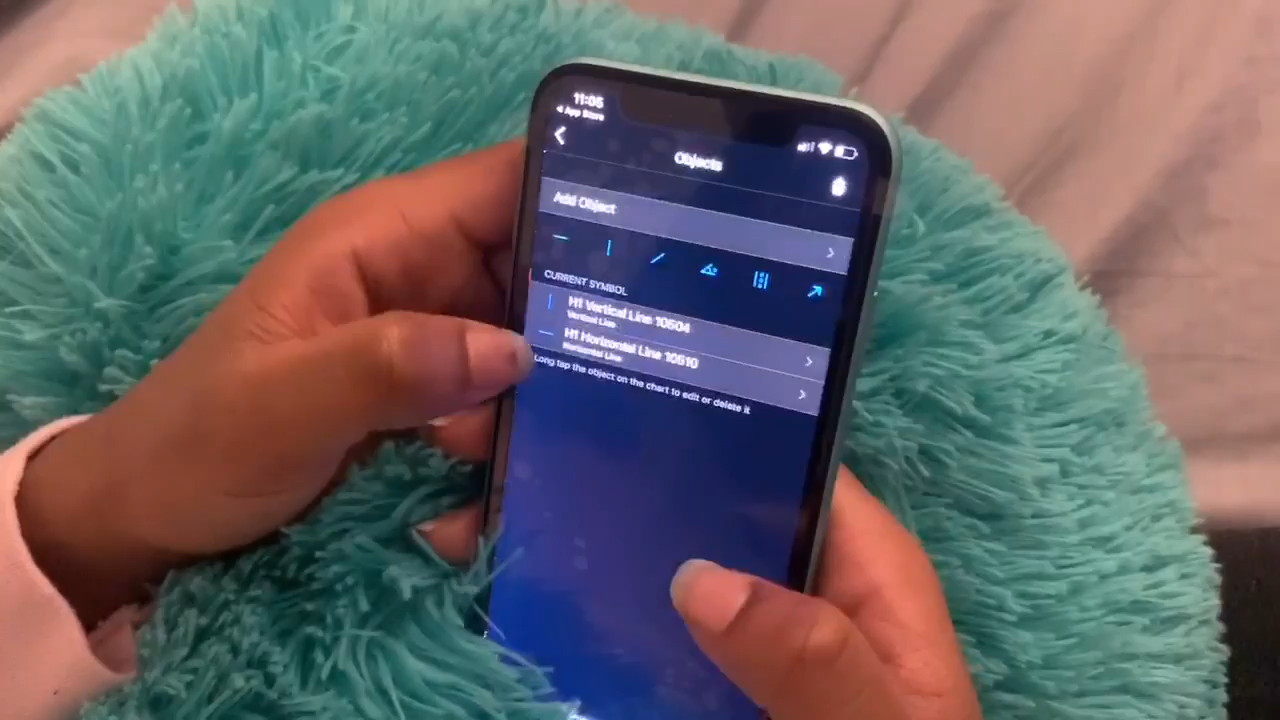 11:05
◀ App Store
Objects
Add Object
CURRENT SYMBOL
H1 Vertical Line 10504
Vertical Line
H1 Horizontal Line 10510
Horizontal Line
Long tap the object on the chart to edit or delete it